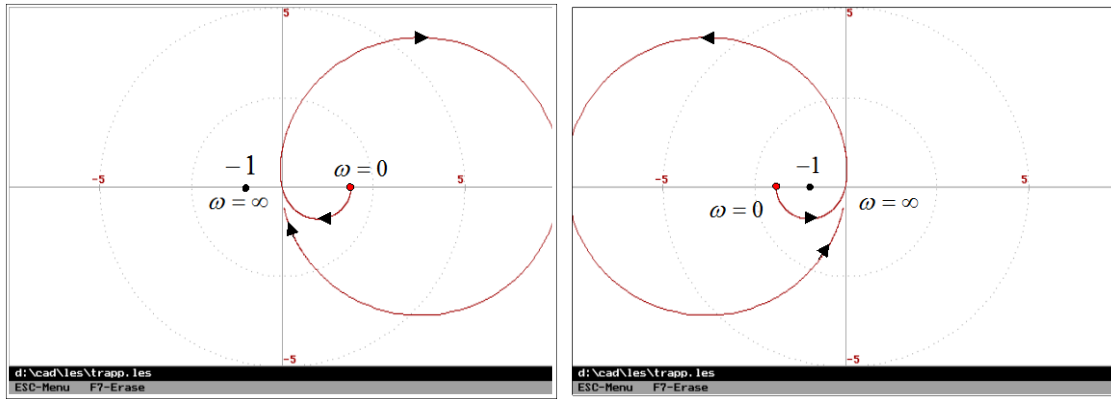 5
−1
ω = 0
-5
ω = ∞
5
-5
d:\cad\les\trapp.les
ESC-Menu F7-Erase
5
−1
-5
ω = 0
ω = ∞
5
-5
d:\cad\les\trapp.les
ESC-Menu F7-Erase